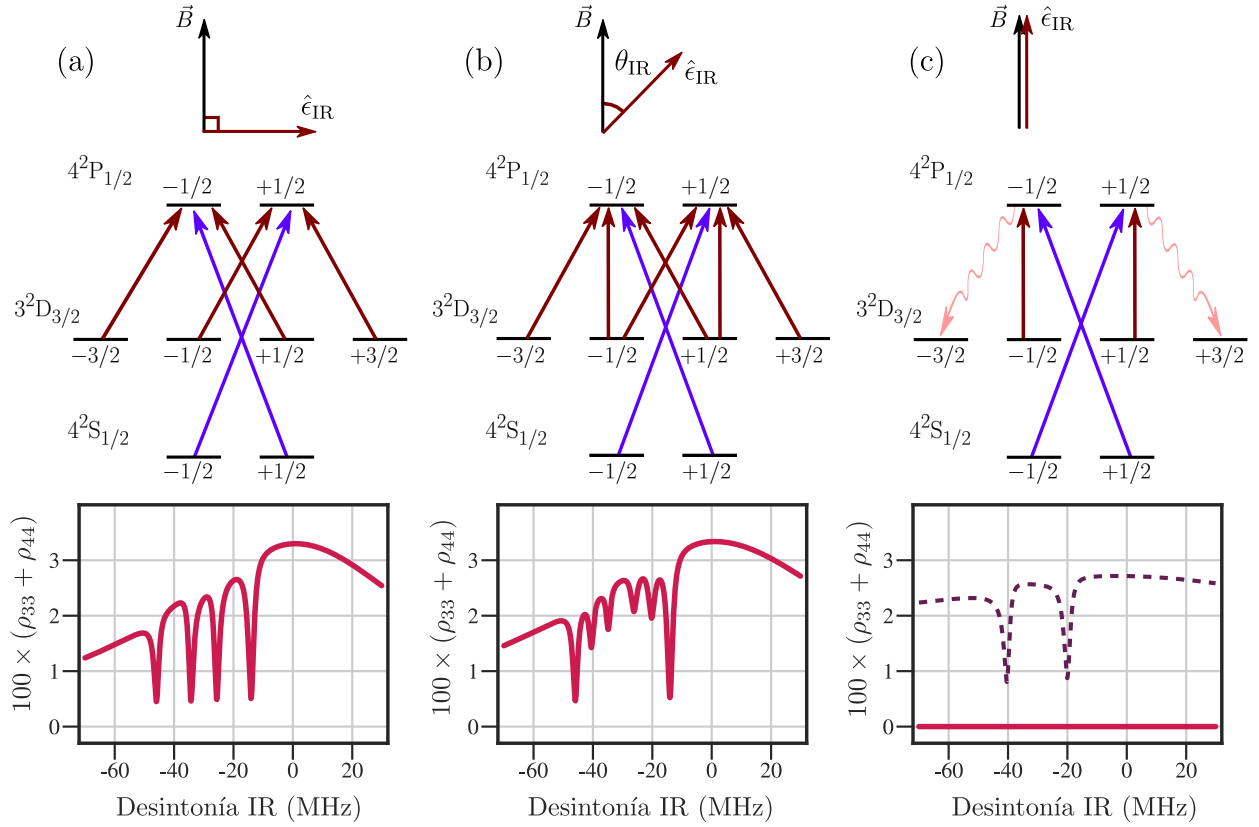 (a)
B⃗
ε̂_IR
4²P₁/₂
−1/2 +1/2
3²D₃/₂
−3/2 −1/2 +1/2 +3/2
4²S₁/₂
−1/2 +1/2
100 × (ρ₃₃ + ρ₄₄)
3
2
1
0
-60 -40 -20 0 20
Desintonía IR (MHz)
(b)
B⃗
θ_IR
ε̂_IR
4²P₁/₂
−1/2 +1/2
3²D₃/₂
−3/2 −1/2 +1/2 +3/2
4²S₁/₂
−1/2 +1/2
100 × (ρ₃₃ + ρ₄₄)
3
2
1
0
-60 -40 -20 0 20
Desintonía IR (MHz)
(c)
B⃗
ε̂_IR
4²P₁/₂
−1/2 +1/2
3²D₃/₂
−3/2 −1/2 +1/2 +3/2
4²S₁/₂
−1/2 +1/2
100 × (ρ₃₃ + ρ₄₄)
3
2
1
0
-60 -40 -20 0 20
Desintonía IR (MHz)